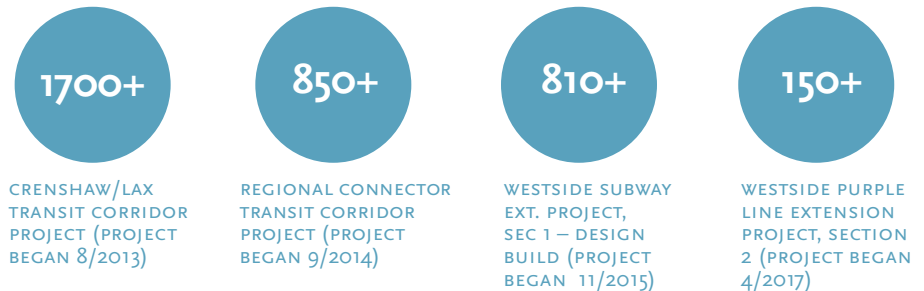 1700+
850+
810+
150+
CRENSHAW/LAX
TRANSIT CORRIDOR
PROJECT (PROJECT
BEGAN 8/2013)
REGIONAL CONNECTOR
TRANSIT CORRIDOR
PROJECT (PROJECT
BEGAN 9/2014)
WESTSIDE SUBWAY
EXT. PROJECT,
SEC 1 – DESIGN
BUILD (PROJECT
BEGAN 11/2015)
WESTSIDE PURPLE
LINE EXTENSION
PROJECT, SECTION
2 (PROJECT BEGAN
4/2017)